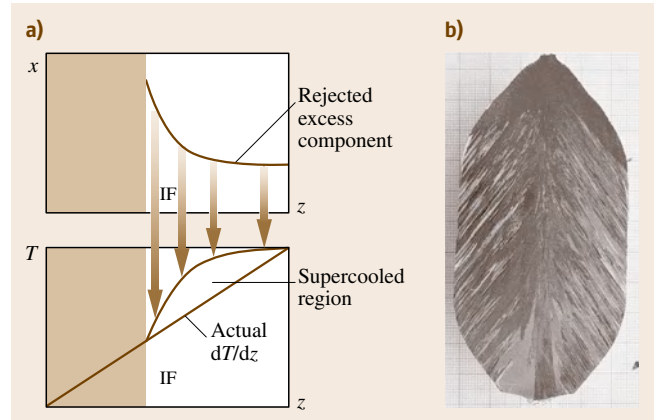 a)
b)
x
Rejected
excess
component
IF
z
T
Supercooled
region
Actual
dT/dz
IF
z